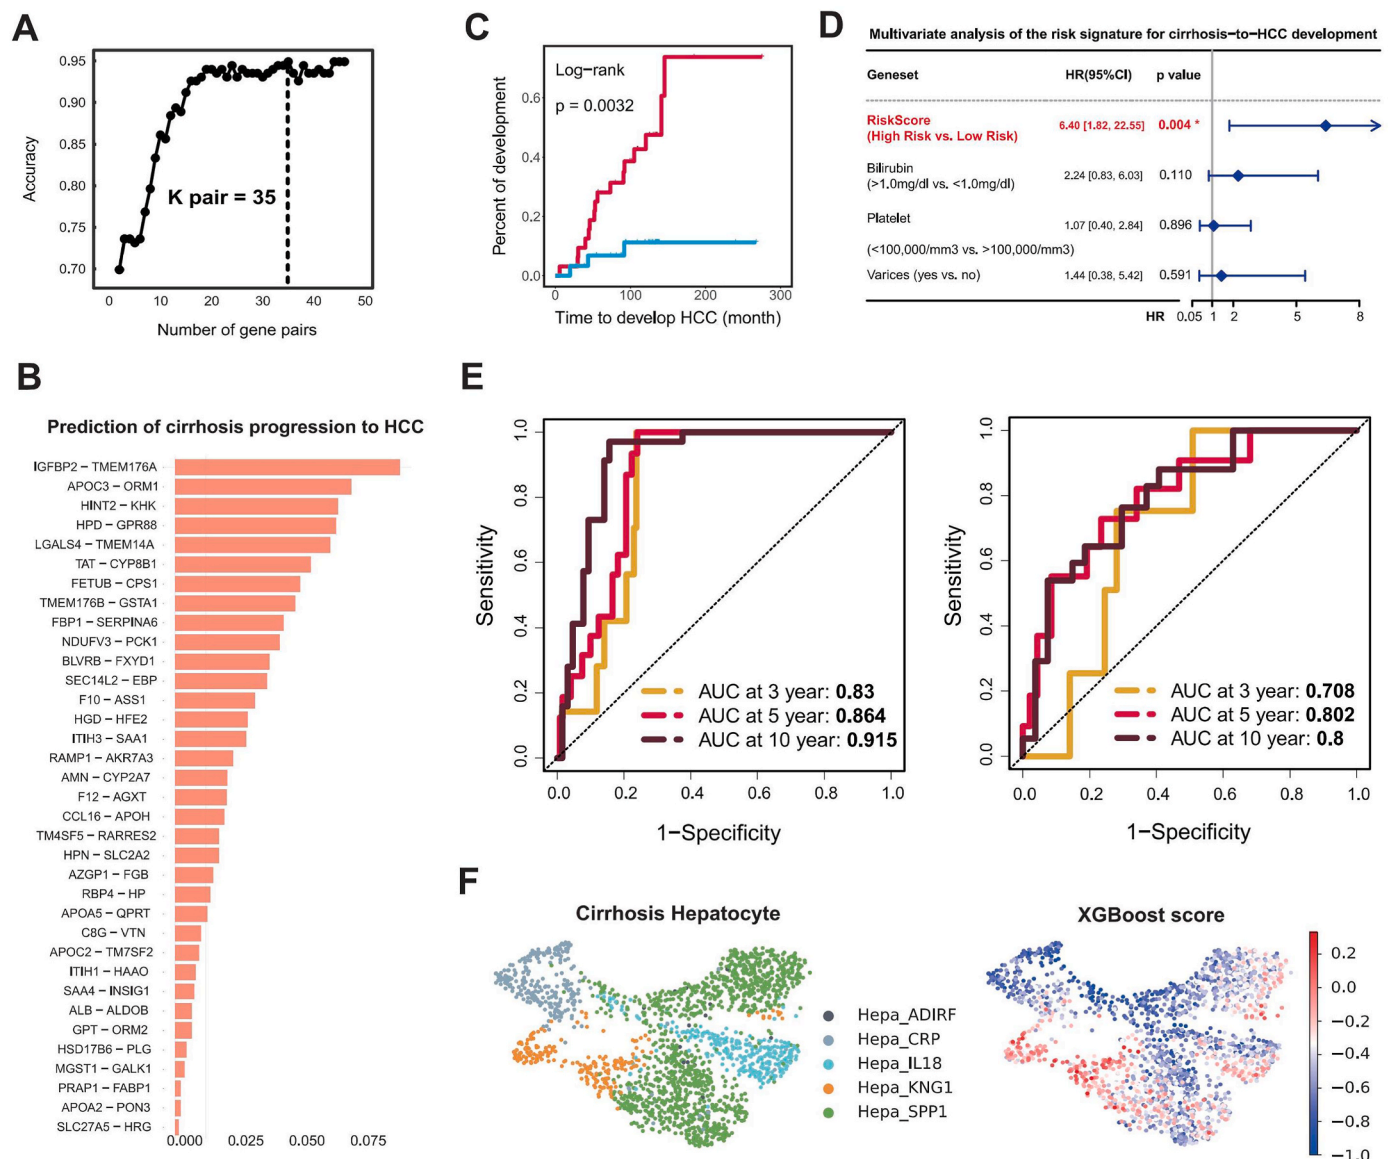 A
0.95
0.90
0.85
0.80
0.75
0.70
Accuracy
K pair = 35
0 10 20 30 40 50
Number of gene pairs
B
Prediction of cirrhosis progression to HCC
IGFBP2 − TMEM176A
APOC3 − ORM1
HINT2 − KHK
HPD − GPR88
LGALS4 − TMEM14A
TAT − CYP8B1
FETUB − CPS1
TMEM176B − GSTA1
FBP1 − SERPINA6
NDUFV3 − PCK1
BLVRB − FXYD1
SEC14L2 − EBP
F10 − ASS1
HGD − HFE2
ITIH3 − SAA1
RAMP1 − AKR7A3
AMN − CYP2A7
F12 − AGXT
CCL16 − APOH
TM4SF5 − RARRES2
HPN − SLC2A2
AZGP1 − FGB
RBP4 − HP
APOA5 − QPRT
C8G − VTN
APOC2 − TM7SF2
ITIH1 − HAAO
SAA4 − INSIG1
ALB − ALDOB
GPT − ORM2
HSD17B6 − PLG
MGST1 − GALK1
PRAP1 − FABP1
APOA2 − PON3
SLC27A5 − HRG
0.000 0.025 0.050 0.075
C
Percent of development
Log−rank
p = 0.0032
0.6
0.4
0.2
0.0
0 100 200 300
Time to develop HCC (month)
D
Multivariate analysis of the risk signature for cirrhosis−to−HCC development
Geneset HR(95%CI) p value
RiskScore
(High Risk vs. Low Risk) 6.40 [1.82, 22.55] 0.004 *
Bilirubin
(>1.0mg/dl vs. <1.0mg/dl) 2.24 [0.83, 6.03] 0.110
Platelet 1.07 [0.40, 2.84] 0.896
(<100,000/mm3 vs. >100,000/mm3)
Varices (yes vs. no) 1.44 [0.38, 5.42] 0.591
HR 0.05 1 2 5 8
E
Sensitivity
1.0
0.8
0.6
0.4
0.2
0.0
AUC at 3 year: 0.83
AUC at 5 year: 0.864
AUC at 10 year: 0.915
0.0 0.2 0.4 0.6 0.8 1.0
1−Specificity
Sensitivity
1.0
0.8
0.6
0.4
0.2
0.0
AUC at 3 year: 0.708
AUC at 5 year: 0.802
AUC at 10 year: 0.8
0.0 0.2 0.4 0.6 0.8 1.0
1−Specificity
F
Cirrhosis Hepatocyte
Hepa_ADIRF
Hepa_CRP
Hepa_IL18
Hepa_KNG1
Hepa_SPP1
XGBoost score
0.2
0.0
−0.2
−0.4
−0.6
−0.8
−1.0